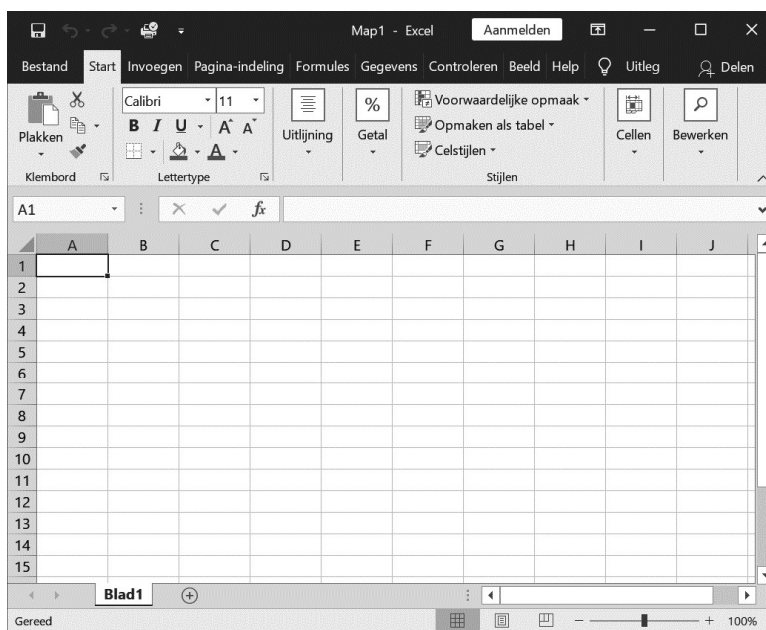 Map1 - Excel Aanmelden
Bestand Start Invoegen Pagina-indeling Formules Gegevens Controleren Beeld Help Uitleg Delen
Plakken
Klembord
Calibri 11
B I U A A
A
Lettertype
Uitlijning
%
Getal
Voorwaardelijke opmaak
Opmaken als tabel
Celstijlen
Stijlen
Cellen
Bewerken
A1 fx
A B C D E F G H I J
1
2
3
4
5
6
7
8
9
10
11
12
13
14
15
Blad1
Gereed 100%